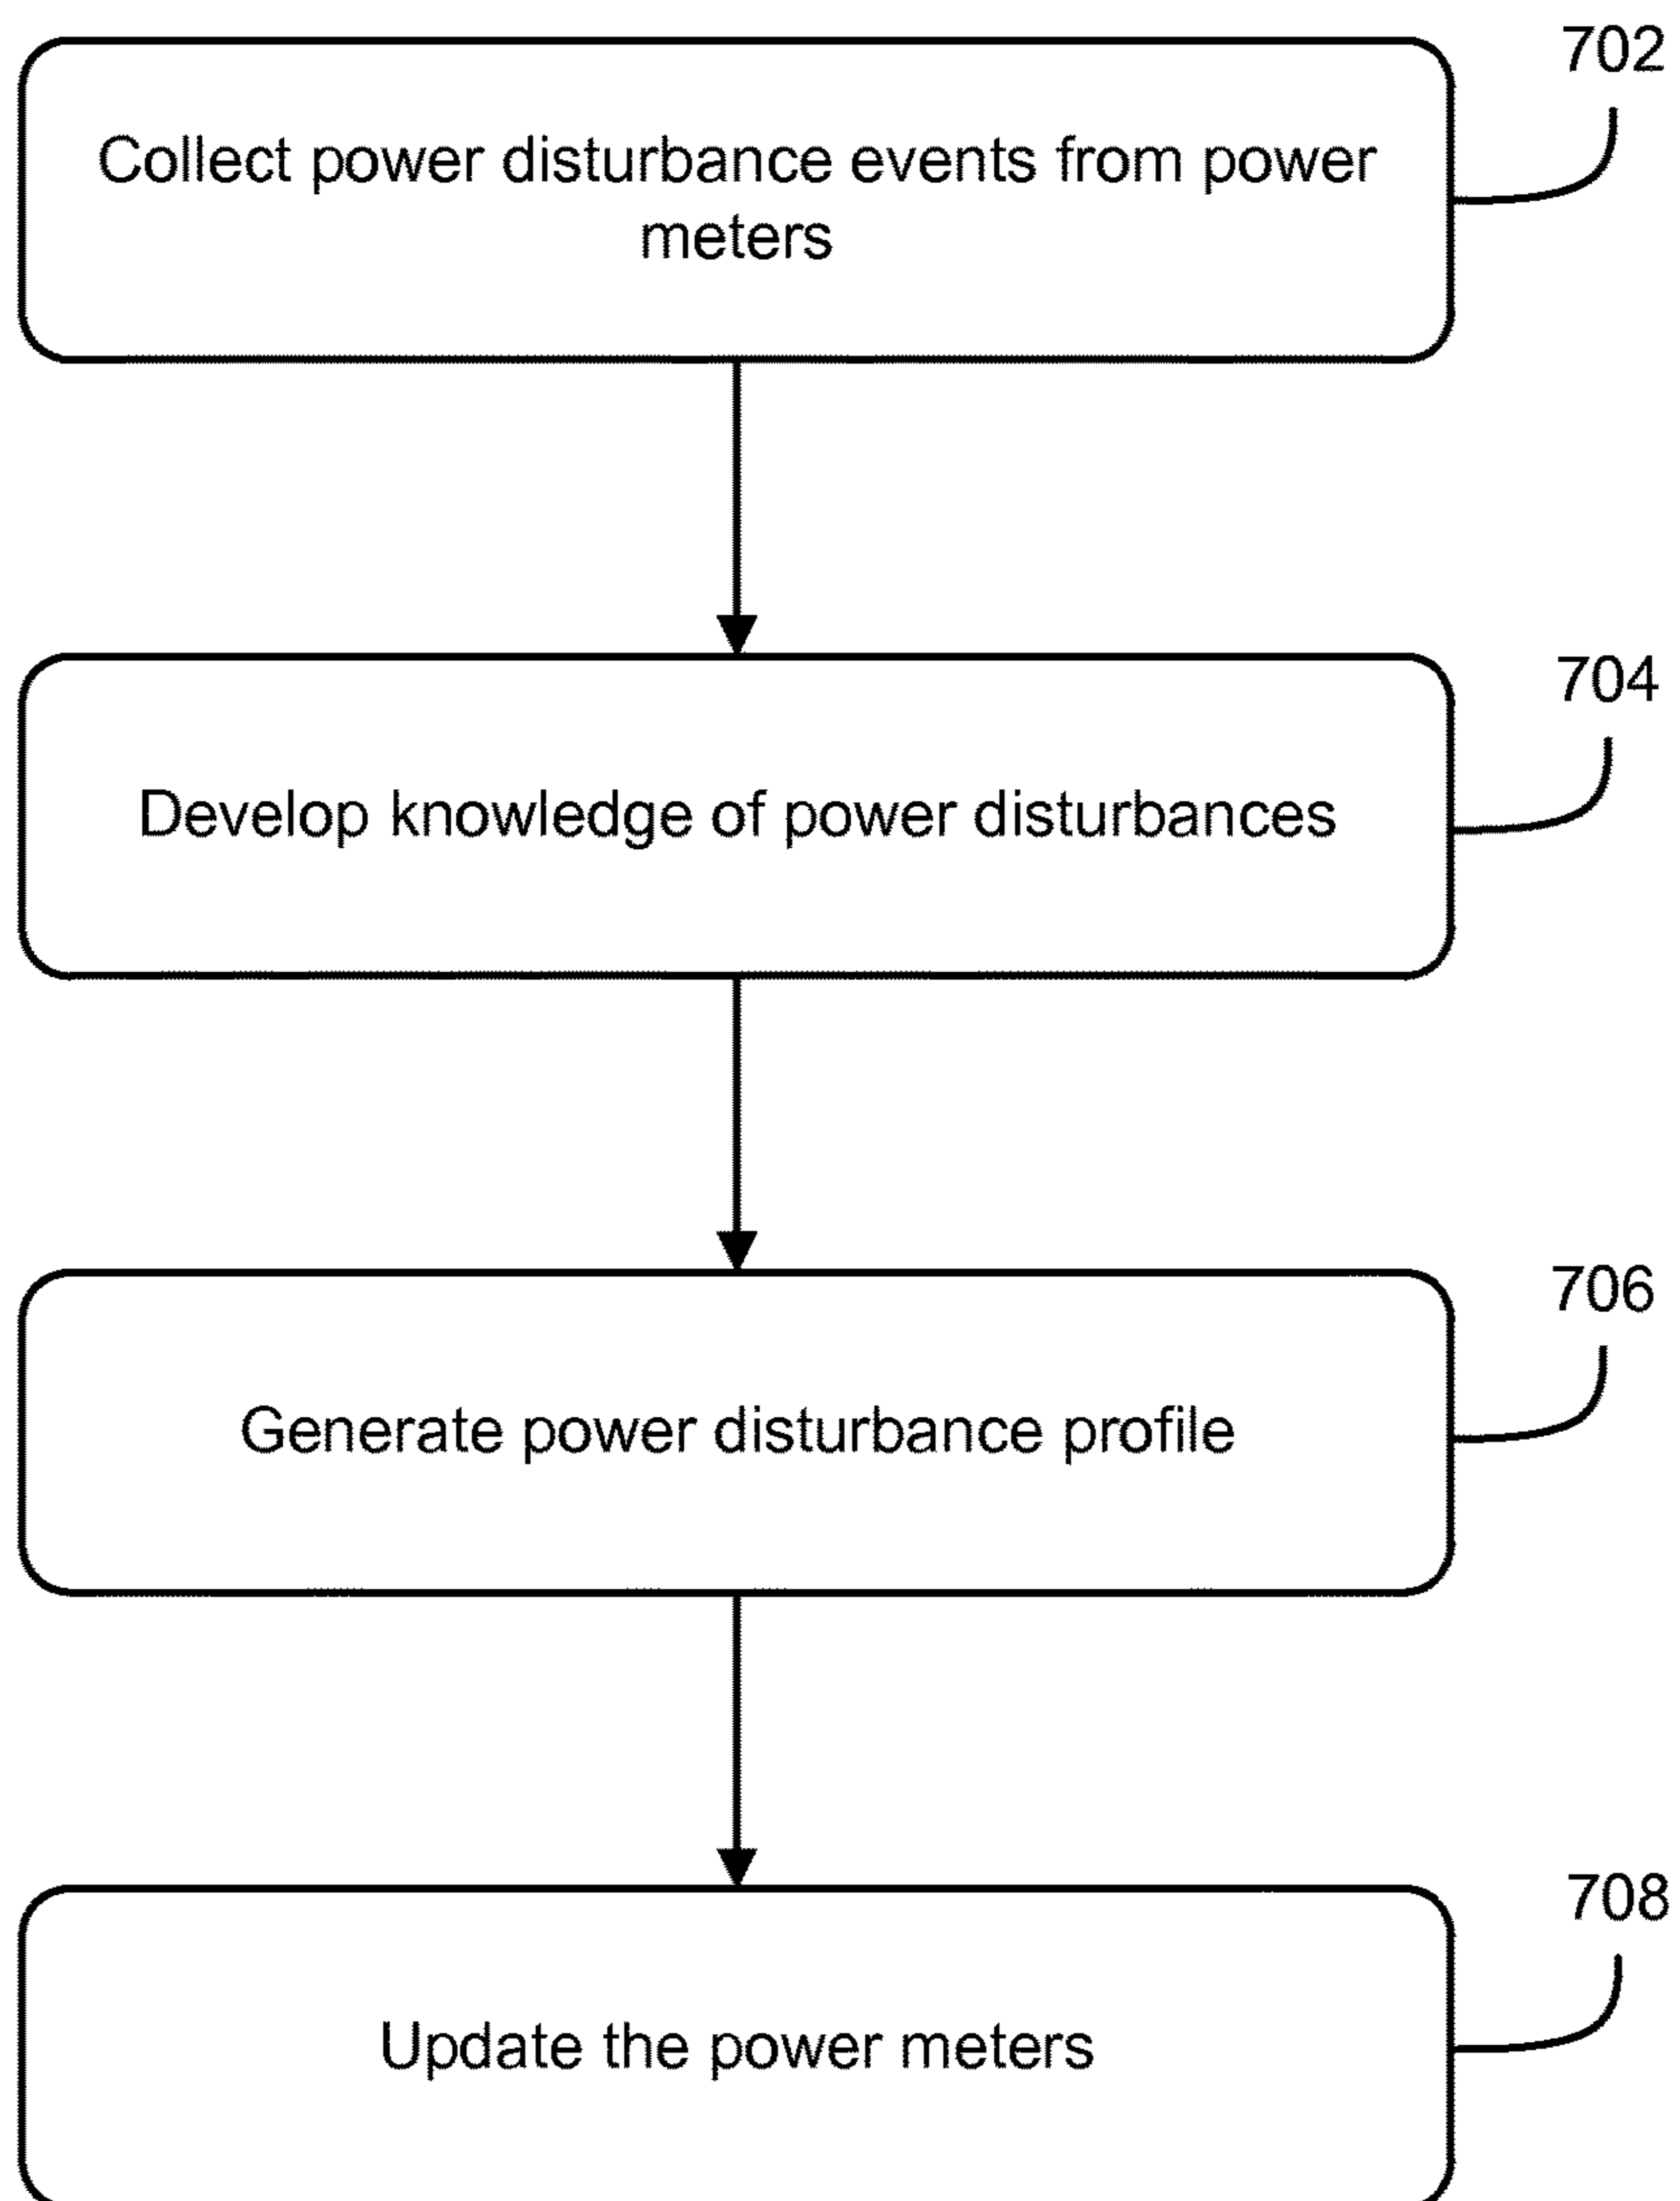 702
Collect power disturbance events from power
meters
704
Develop knowledge of power disturbances
706
Generate power disturbance profile
708
Update the power meters